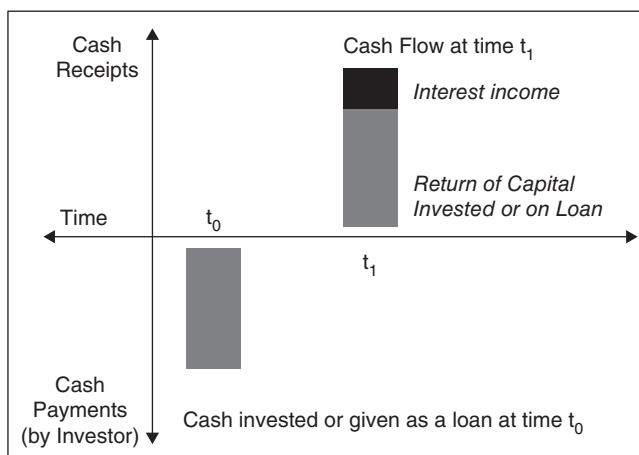 Cash
Receipts
Cash Flow at time t₁
Interest income
Return of Capital
Invested or on Loan
Time
t₀
t₁
Cash
Payments
(by Investor)
Cash invested or given as a loan at time t₀